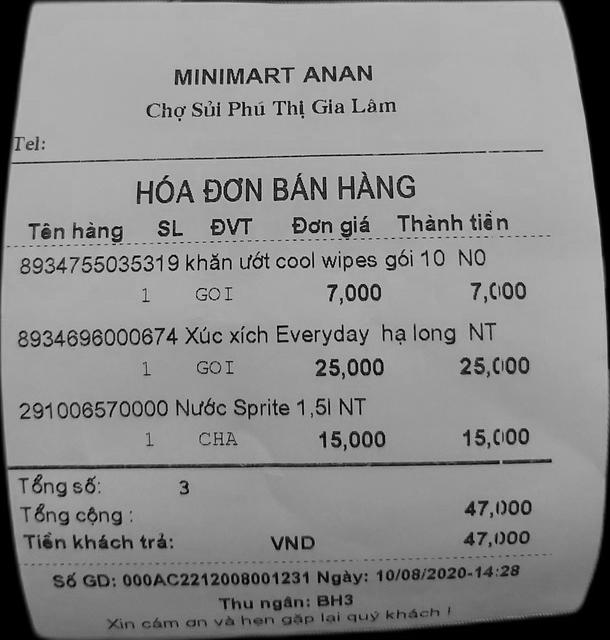 MINIMART ANAN
Chợ Sủi Phú Thị Gia Lâm
Tel:
HÓA ĐƠN BÁN HÀNG
Tên hàng SL ĐVT Đơn giá Thành tiền
8934755035319 khăn ướt cool wipes gói 10 N0
1 GOI 7,000 7,000
8934696000674 Xúc xích Everyday hạ long NT
1 GOI 25,000 25,000
291006570000 Nước Sprite 1,5l NT
1 CHA 15,000 15,000
Tổng số: 3
Tổng cộng : 47,000
Tiền khách trả: VND 47,000
Số GD: 000AC2212008001231 Ngày: 10/08/2020-14:28
Thu ngân: BH3
Xin cám ơn và hẹn gặp lại quý khách !